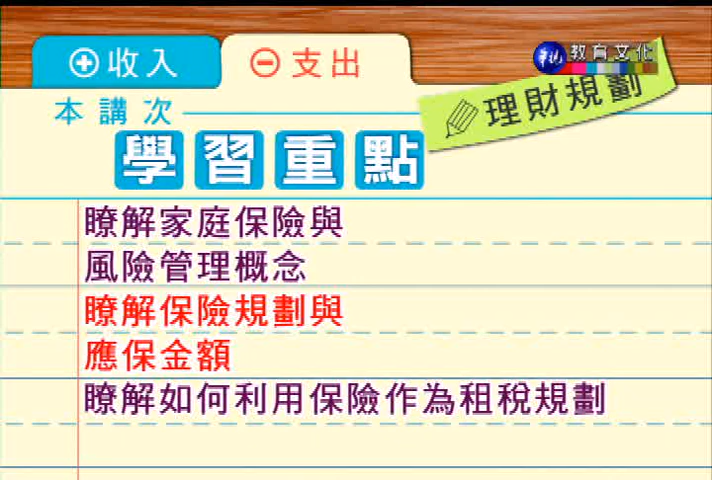 ⊕收入
⊖支出
華視
教育文化
理財規劃
本講次
學習重點
瞭解家庭保險與
風險管理概念
瞭解保險規劃與
應保金額
瞭解如何利用保險作為租稅規劃